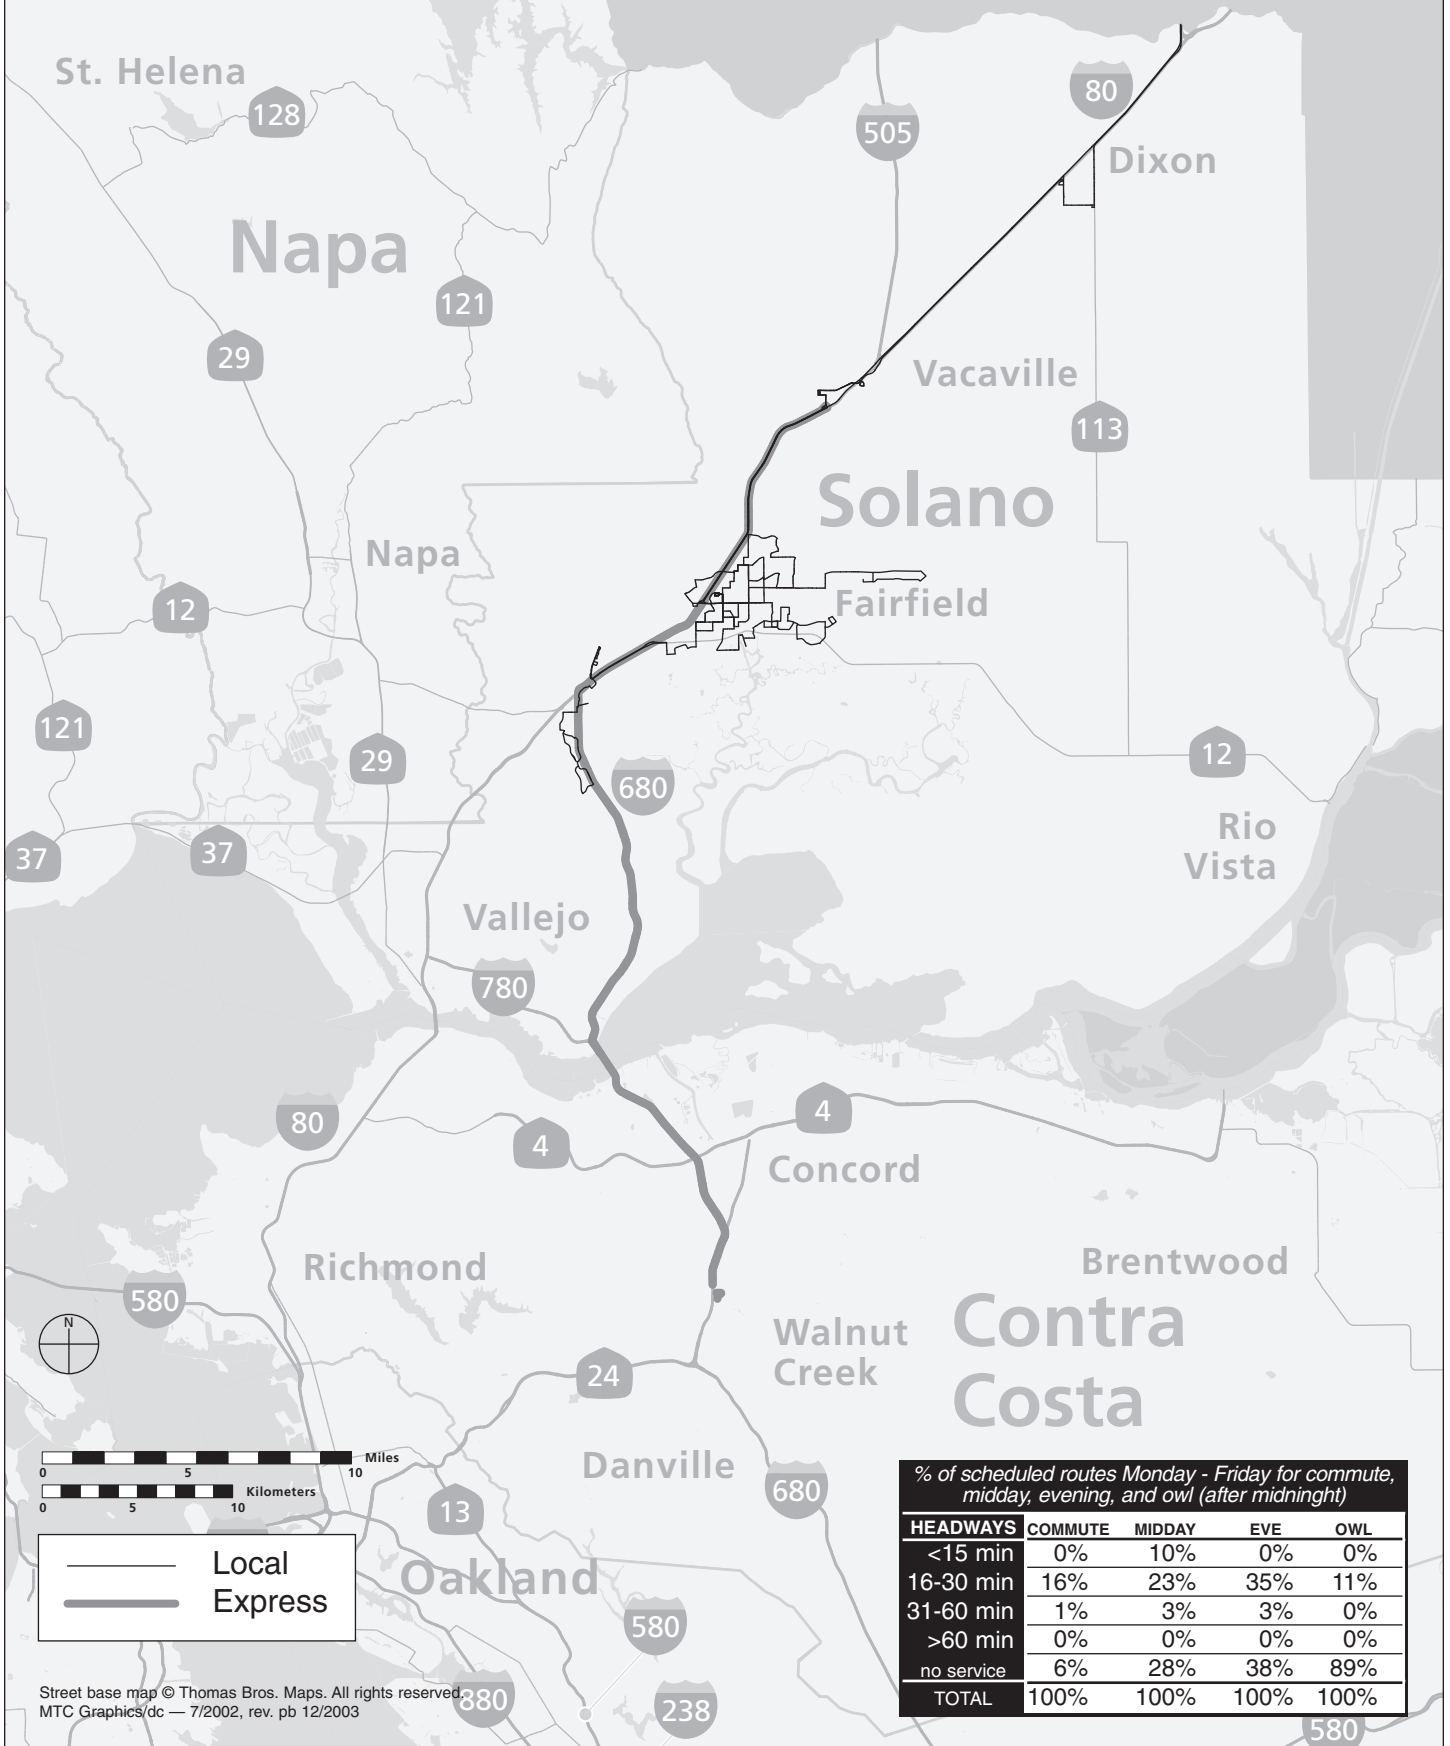 St. Helena
128
80
505
Dixon
Napa
121
29
Vacaville
113
Solano
Napa
12
Fairfield
121
29
680
12
Rio
Vista
37
37
Vallejo
780
80
4
4
Concord
Richmond
Brentwood
580
N
Contra
Costa
Walnut
Creek
24
Danville
680
13
Oakland
580
880
238
580
Miles
0 5 10
Kilometers
0 5 10
Local
Express
% of scheduled routes Monday - Friday for commute,
midday, evening, and owl (after midninght)
HEADWAYS COMMUTE MIDDAY EVE OWL
<15 min 0% 10% 0% 0%
16-30 min 16% 23% 35% 11%
31-60 min 1% 3% 3% 0%
>60 min 0% 0% 0% 0%
no service 6% 28% 38% 89%
TOTAL 100% 100% 100% 100%
Street base map © Thomas Bros. Maps. All rights reserved.
MTC Graphics/dc — 7/2002, rev. pb 12/2003